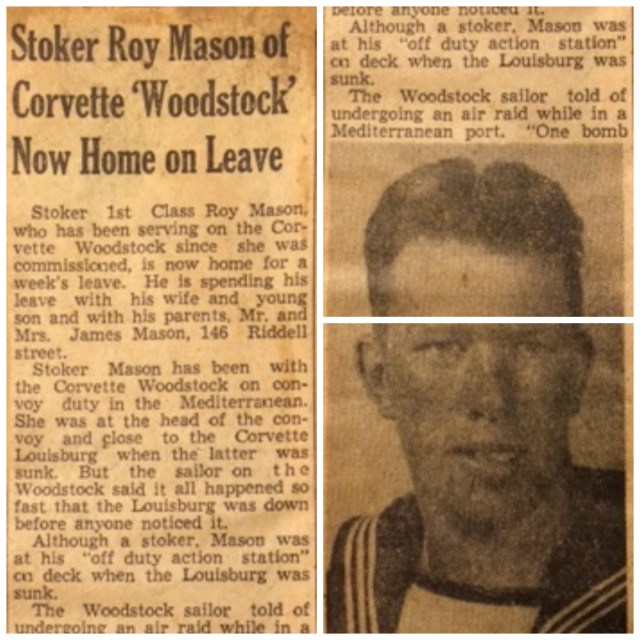 Stoker Roy Mason of
Corvette 'Woodstock'
Now Home on Leave
Stoker 1st Class Roy Mason,
who has been serving on the Cor-
vette Woodstock since she was
commissioned, is now home for a
week's leave. He is spending his
leave with his wife and young
son and with his parents, Mr. and
Mrs. James Mason, 146 Riddell
street.
Stoker Mason has been with
the Corvette Woodstock on con-
voy duty in the Mediterranean.
She was at the head of the con-
voy and close to the Corvette
Louisburg when the latter was
sunk. But the sailor on the
Woodstock said it all happened so
fast that the Louisburg was down
before anyone noticed it.
Although a stoker, Mason was
at his "off duty action station"
on deck when the Louisburg was
sunk.
The Woodstock sailor told of
undergoing an air raid while in a
before anyone noticed it.
Although a stoker, Mason was
at his "off duty action station"
on deck when the Louisburg was
sunk.
The Woodstock sailor told of
undergoing an air raid while in a
Mediterranean port. "One bomb